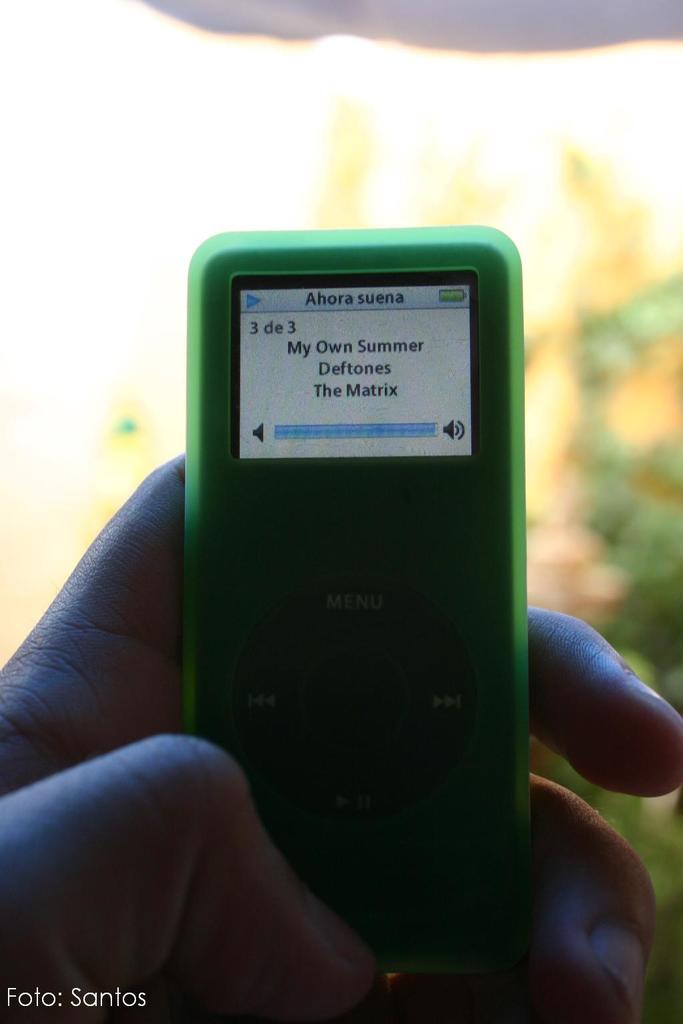 Ahora suena
3 de 3
My Own Summer
Deftones
The Matrix
MENU
Foto: Santos